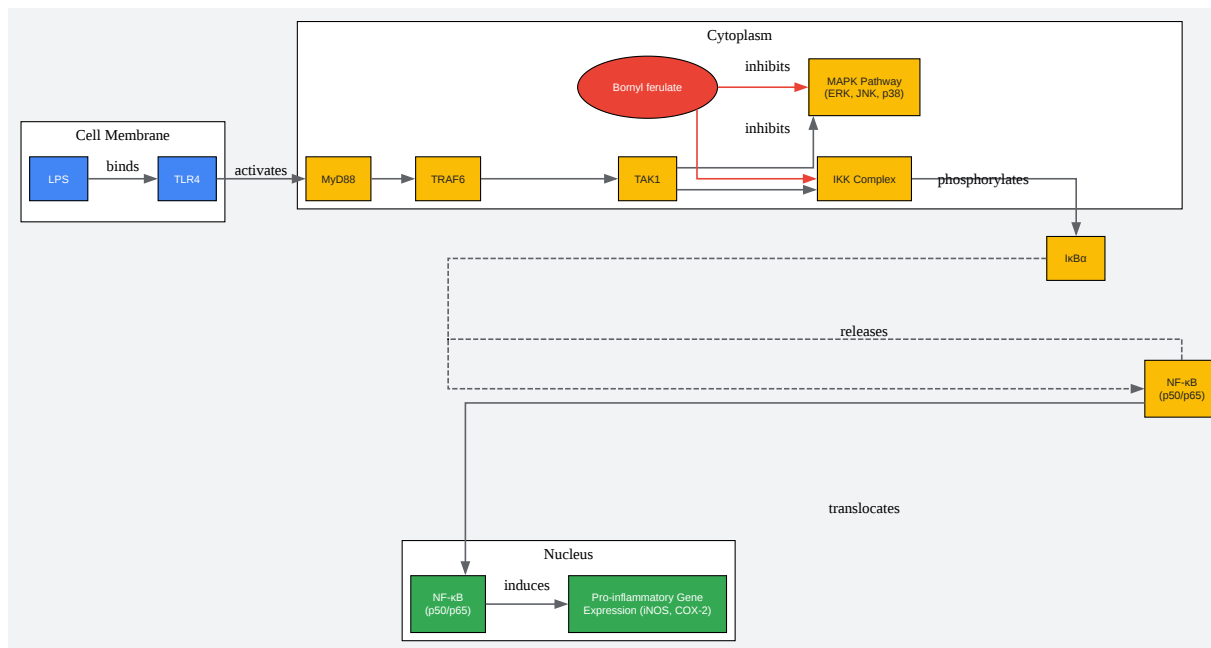 Cytoplasm
Bornyl ferulate
inhibits
MAPK Pathway
(ERK, JNK, p38)
inhibits
Cell Membrane
LPS
binds
TLR4
activates
MyD88
TRAF6
TAK1
IKK Complex
phosphorylates
IκBα
releases
NF-κB
(p50/p65)
translocates
Nucleus
NF-κB
(p50/p65)
induces
Pro-inflammatory Gene
Expression (iNOS, COX-2)